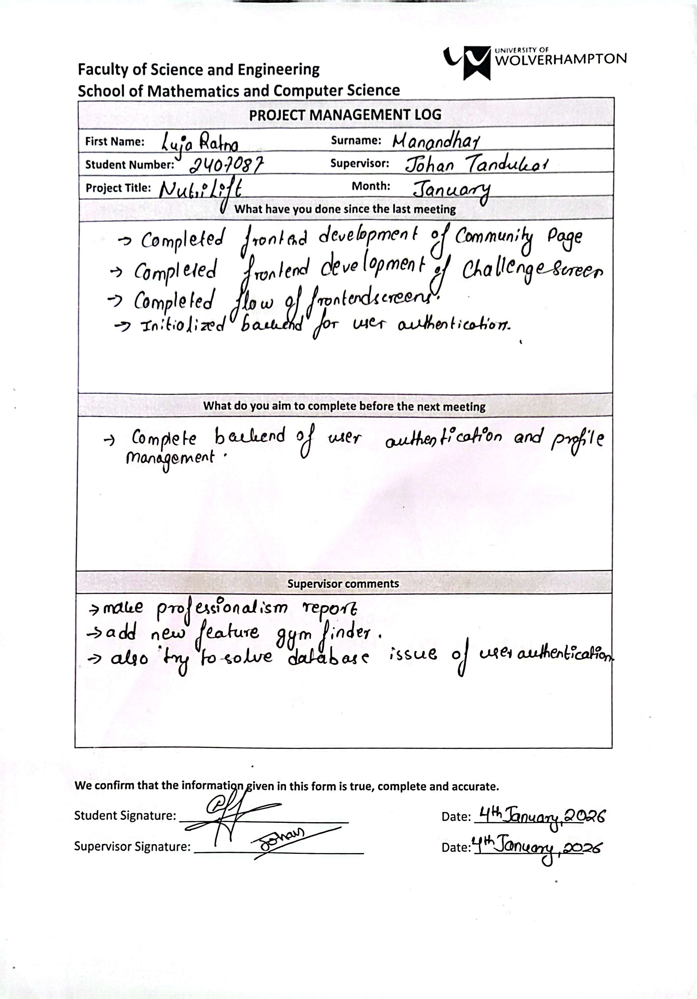 UNIVERSITY OF
WOLVERHAMPTON
Faculty of Science and Engineering
School of Mathematics and Computer Science
PROJECT MANAGEMENT LOG
First Name: Luja Ratna Surname: Manandhar
Student Number: 2407087 Supervisor: Johan Tandukar
Project Title: NutriLift Month: January
What have you done since the last meeting
→ Completed frontend development of Community Page
→ Completed frontend development of Challenge Screen
→ Completed flow of frontend screens.
→ Initialized backend for user authentication.
What do you aim to complete before the next meeting
→ Complete backend of user authentication and profile
management.
Supervisor comments
→ make professionalism report
→ add new feature gym finder.
→ also try to solve database issue of user authentication.
We confirm that the information given in this form is true, complete and accurate.
Student Signature: Date: 4th January, 2026
Supervisor Signature: Johan Date: 4th January, 2026